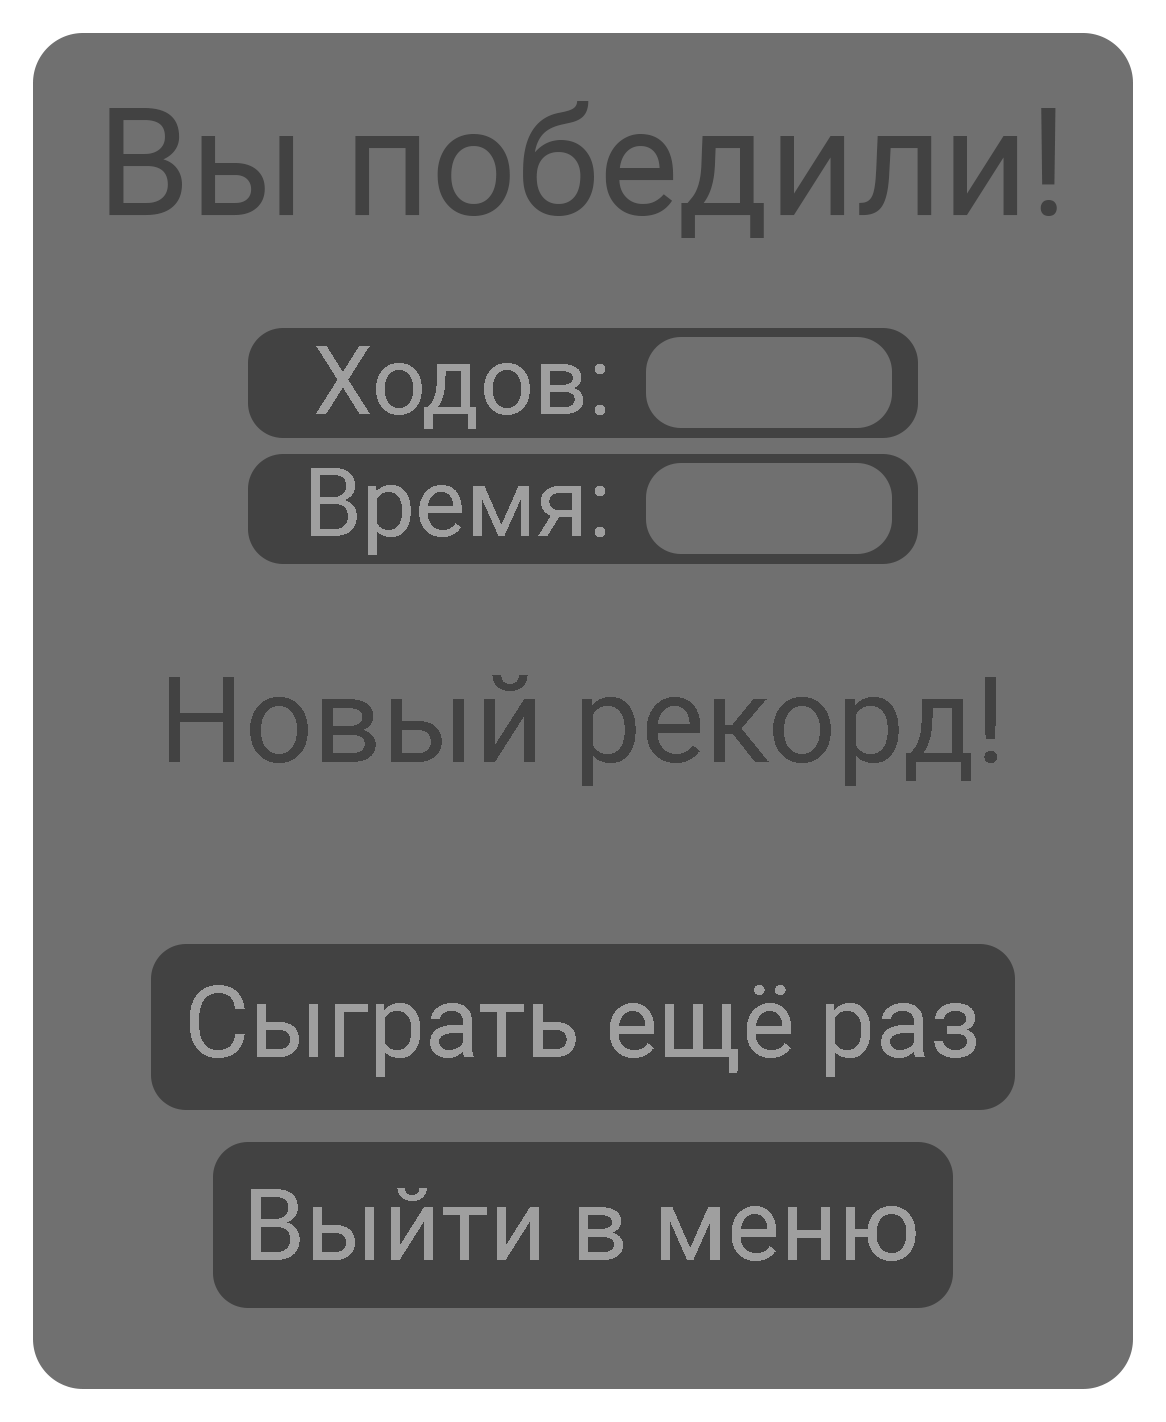 Вы победили!
Ходов:
Время:
Новый рекорд!
Сыграть ещё раз
Выйти в меню